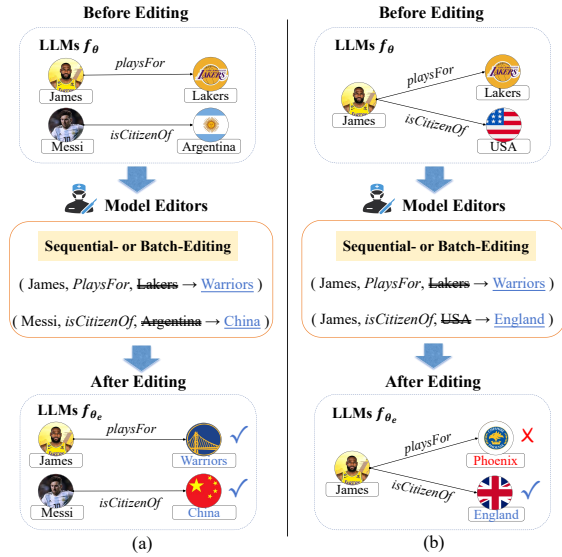 Before Editing
LLMs fθ
playsFor
James
LAKERS
Lakers
isCitizenOf
Messi
Argentina
Model Editors
Sequential- or Batch-Editing
( James, PlaysFor, Lakers → Warriors )
( Messi, isCitizenOf, Argentina → China )
After Editing
LLMs fθe
playsFor
James
Warriors
isCitizenOf
Messi
China
(a)
Before Editing
LLMs fθ
playsFor
LAKERS
Lakers
James
isCitizenOf
USA
Model Editors
Sequential- or Batch-Editing
( James, PlaysFor, Lakers → Warriors )
( James, isCitizenOf, USA → England )
After Editing
LLMs fθe
playsFor
Phoenix
James
isCitizenOf
England
(b)